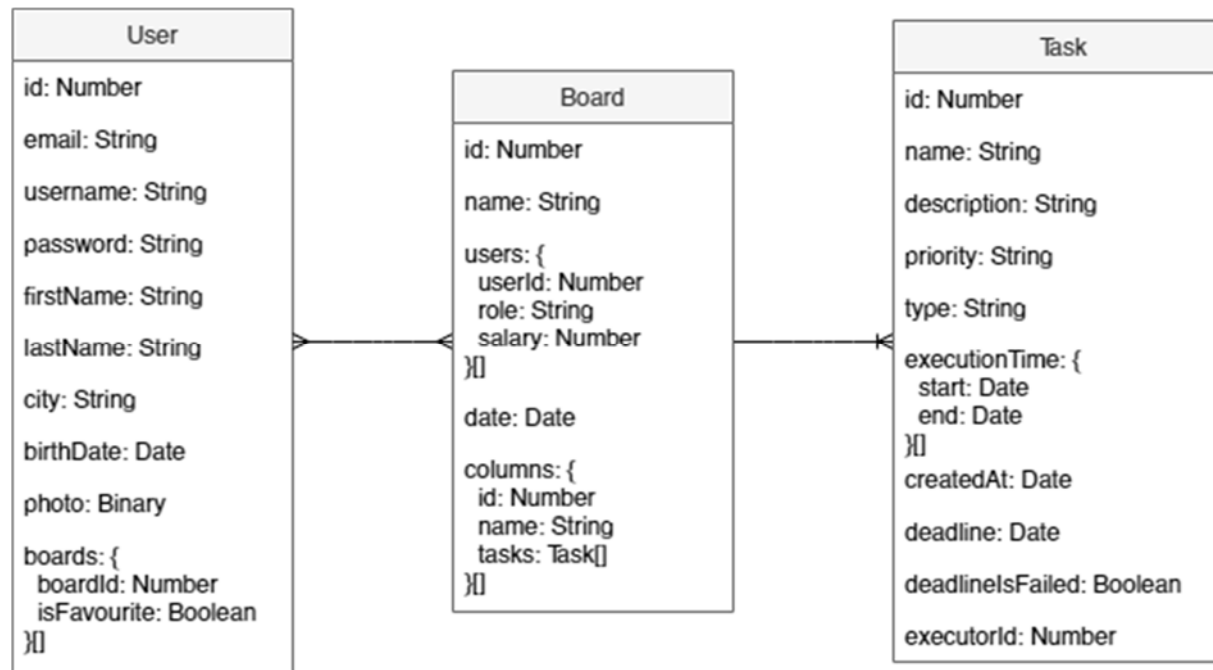 User
id: Number
email: String
username: String
password: String
firstName: String
lastName: String
city: String
birthDate: Date
photo: Binary
boards: {
boardId: Number
isFavourite: Boolean
}[]
Board
id: Number
name: String
users: {
userId: Number
role: String
salary: Number
}[]
date: Date
columns: {
id: Number
name: String
tasks: Task[]
}[]
Task
id: Number
name: String
description: String
priority: String
type: String
executionTime: {
start: Date
end: Date
}[]
createdAt: Date
deadline: Date
deadlineIsFailed: Boolean
executorId: Number